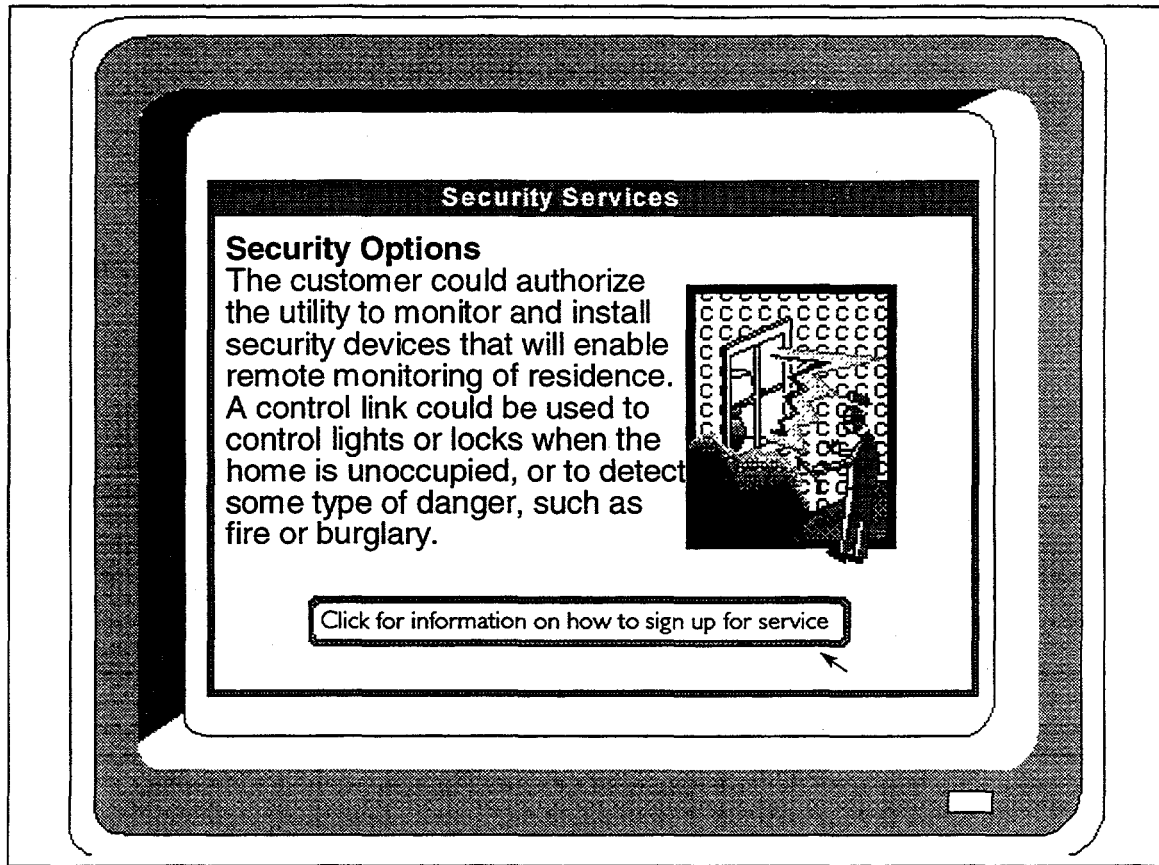 Security Services
Security Options
The customer could authorize
the utility to monitor and install
security devices that will enable
remote monitoring of residence.
A control link could be used to
control lights or locks when the
home is unoccupied, or to detect
some type of danger, such as
fire or burglary.
Click for information on how to sign up for service